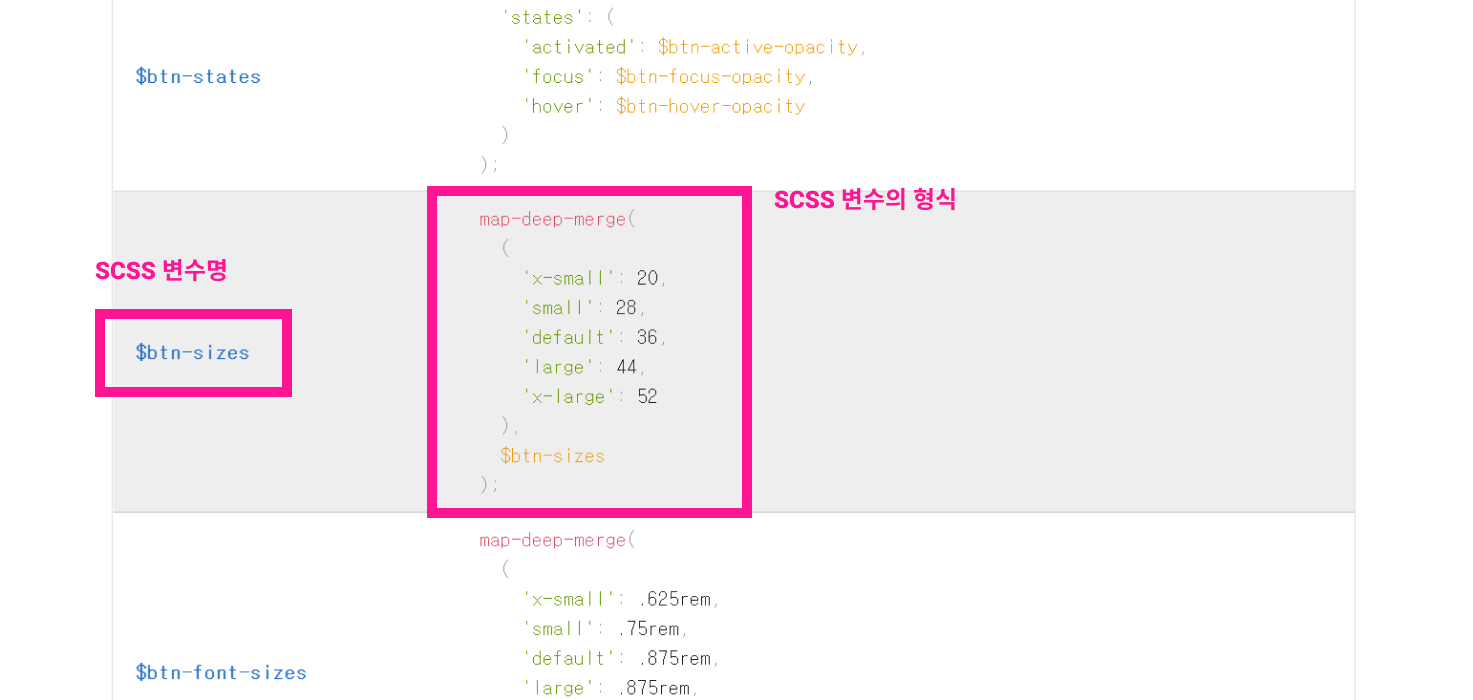 'states': (
'activated': $btn-active-opacity,
$btn-states
'focus': $btn-focus-opacity,
'hover': $btn-hover-opacity
)
);
SCSS 변수의 형식
map-deep-merge(
(
SCSS 변수명
'x-small': 20,
'small': 28,
'default': 36,
$btn-sizes
'large': 44,
'x-large': 52
),
$btn-sizes
);
map-deep-merge(
(
'x-small': .625rem,
'small': .75rem,
'default': .875rem,
$btn-font-sizes
'large': .875rem,